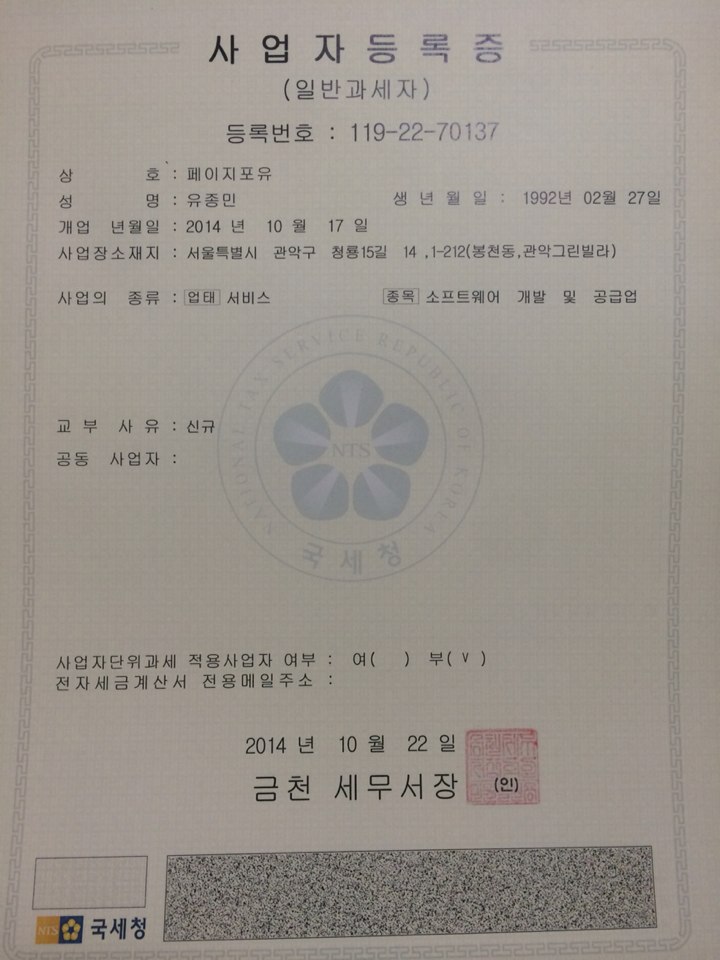 사업자등록증
(일반과세자)
등록번호 : 119-22-70137
상 호 : 페이지포유
성 명 : 유종민 생 년 월 일 : 1992년 02월 27일
개업 년월일 : 2014 년 10 월 17 일
사업장소재지 : 서울특별시 관악구 청룡15길 14 ,1-212(봉천동,관악그린빌라)
사업의 종류 : 업태 서비스 종목 소프트웨어 개발 및 공급업
NATIONAL TAX SERVICE REPUBLIC OF KOREA
NTS
국세청
교 부 사 유 : 신규
공동 사업자 :
사업자단위과세 적용사업자 여부 : 여( ) 부( V )
전자세금계산서 전용메일주소 :
2014 년 10 월 22 일
금천 세무서장 (인)
NTS 국세청